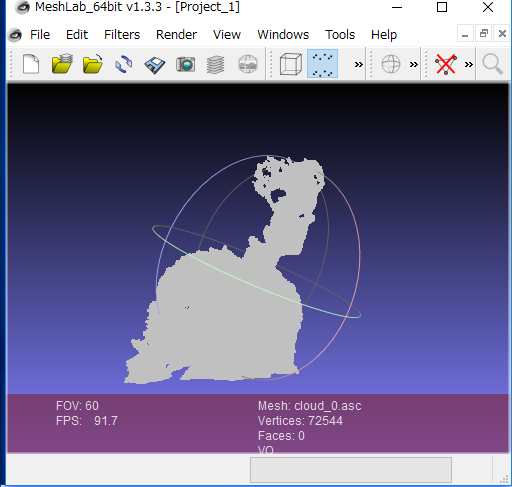 MeshLab_64bit v1.3.3 - [Project_1]
File Edit Filters Render View Windows Tools Help
FOV: 60
FPS: 91.7
Mesh: cloud_0.asc
Vertices: 72544
Faces: 0
VQ